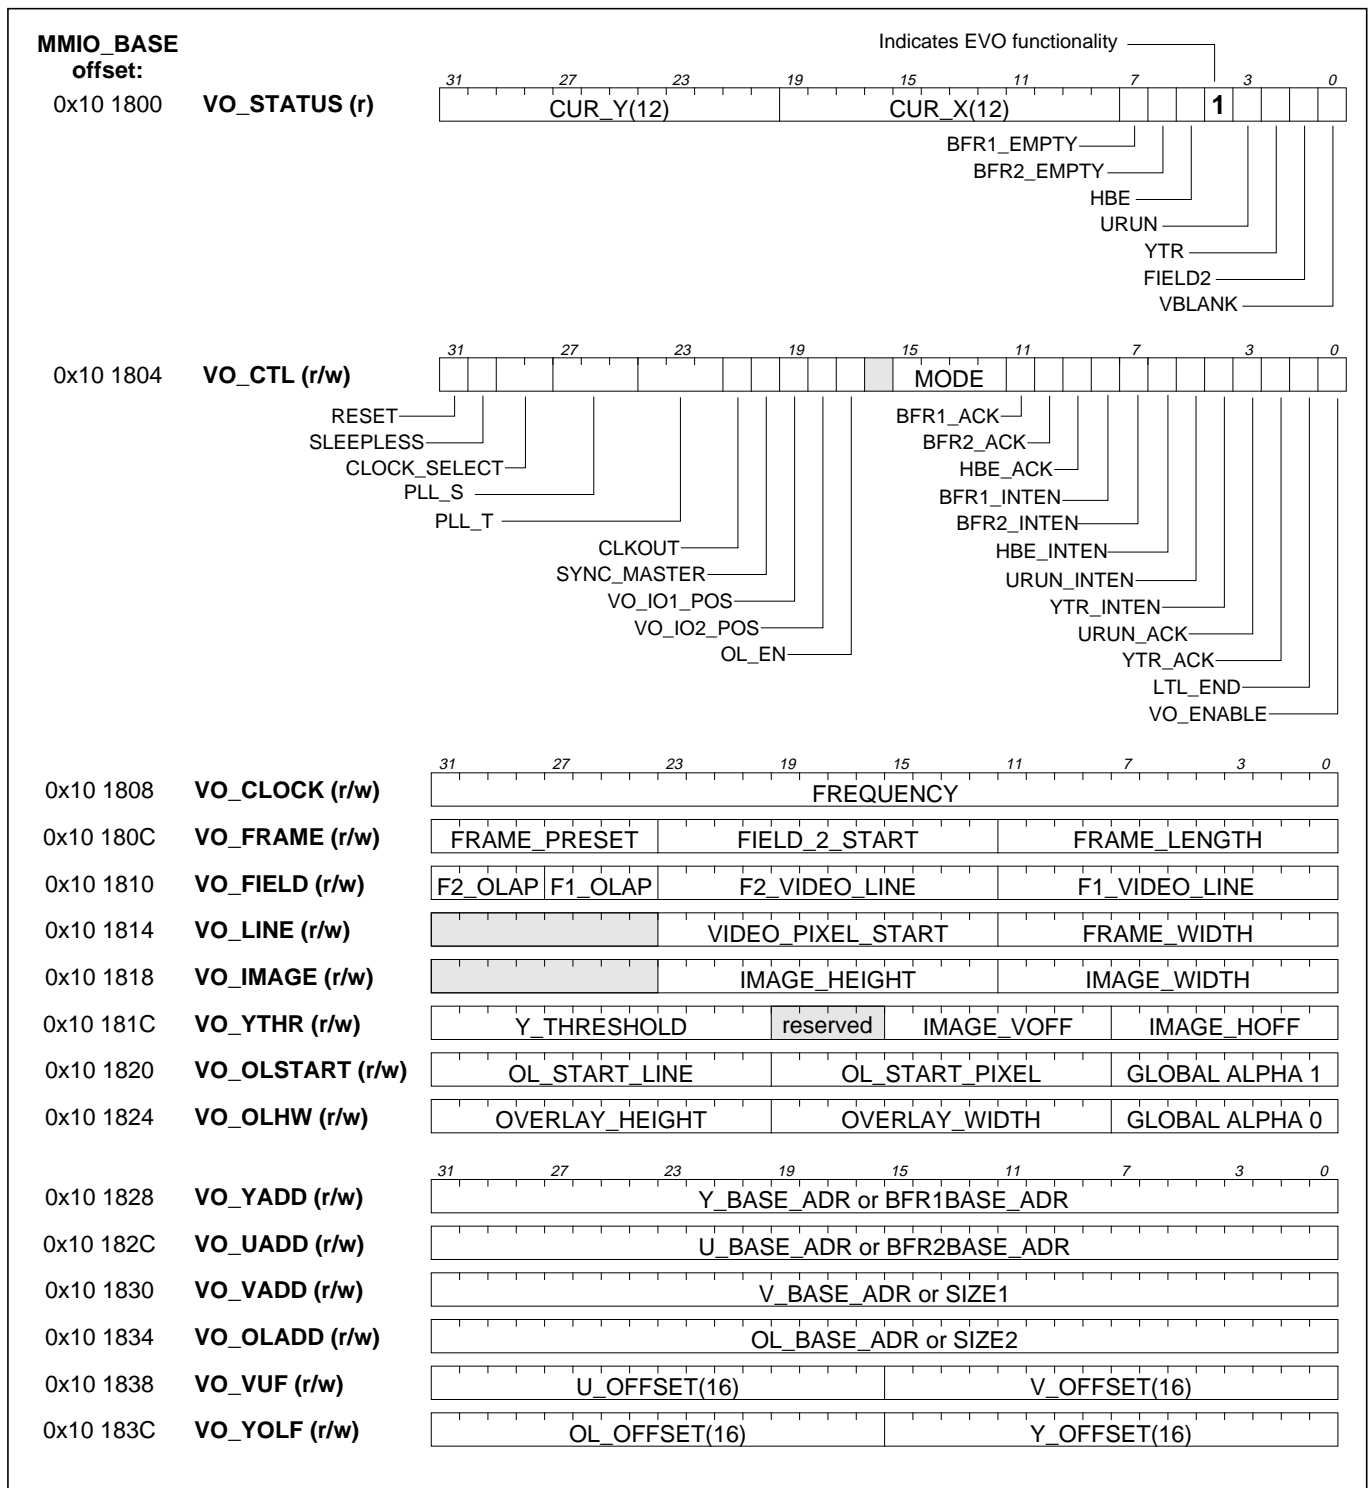 MMIO_BASE
offset:
Indicates EVO functionality
31 27 23 19 15 11 7 3 0
0x10 1800 VO_STATUS (r) CUR_Y(12) CUR_X(12) 1
BFR1_EMPTY
BFR2_EMPTY
HBE
URUN
YTR
FIELD2
VBLANK
31 27 23 19 15 11 7 3 0
0x10 1804 VO_CTL (r/w) MODE
RESET
SLEEPLESS
CLOCK_SELECT
PLL_S
PLL_T
CLKOUT
SYNC_MASTER
VO_IO1_POS
VO_IO2_POS
OL_EN
BFR1_ACK
BFR2_ACK
HBE_ACK
BFR1_INTEN
BFR2_INTEN
HBE_INTEN
URUN_INTEN
YTR_INTEN
URUN_ACK
YTR_ACK
LTL_END
VO_ENABLE
31 27 23 19 15 11 7 3 0
0x10 1808 VO_CLOCK (r/w) FREQUENCY
0x10 180C VO_FRAME (r/w) FRAME_PRESET FIELD_2_START FRAME_LENGTH
0x10 1810 VO_FIELD (r/w) F2_OLAP F1_OLAP F2_VIDEO_LINE F1_VIDEO_LINE
0x10 1814 VO_LINE (r/w) VIDEO_PIXEL_START FRAME_WIDTH
0x10 1818 VO_IMAGE (r/w) IMAGE_HEIGHT IMAGE_WIDTH
0x10 181C VO_YTHR (r/w) Y_THRESHOLD reserved IMAGE_VOFF IMAGE_HOFF
0x10 1820 VO_OLSTART (r/w) OL_START_LINE OL_START_PIXEL GLOBAL ALPHA 1
0x10 1824 VO_OLHW (r/w) OVERLAY_HEIGHT OVERLAY_WIDTH GLOBAL ALPHA 0
31 27 23 19 15 11 7 3 0
0x10 1828 VO_YADD (r/w) Y_BASE_ADR or BFR1BASE_ADR
0x10 182C VO_UADD (r/w) U_BASE_ADR or BFR2BASE_ADR
0x10 1830 VO_VADD (r/w) V_BASE_ADR or SIZE1
0x10 1834 VO_OLADD (r/w) OL_BASE_ADR or SIZE2
0x10 1838 VO_VUF (r/w) U_OFFSET(16) V_OFFSET(16)
0x10 183C VO_YOLF (r/w) OL_OFFSET(16) Y_OFFSET(16)